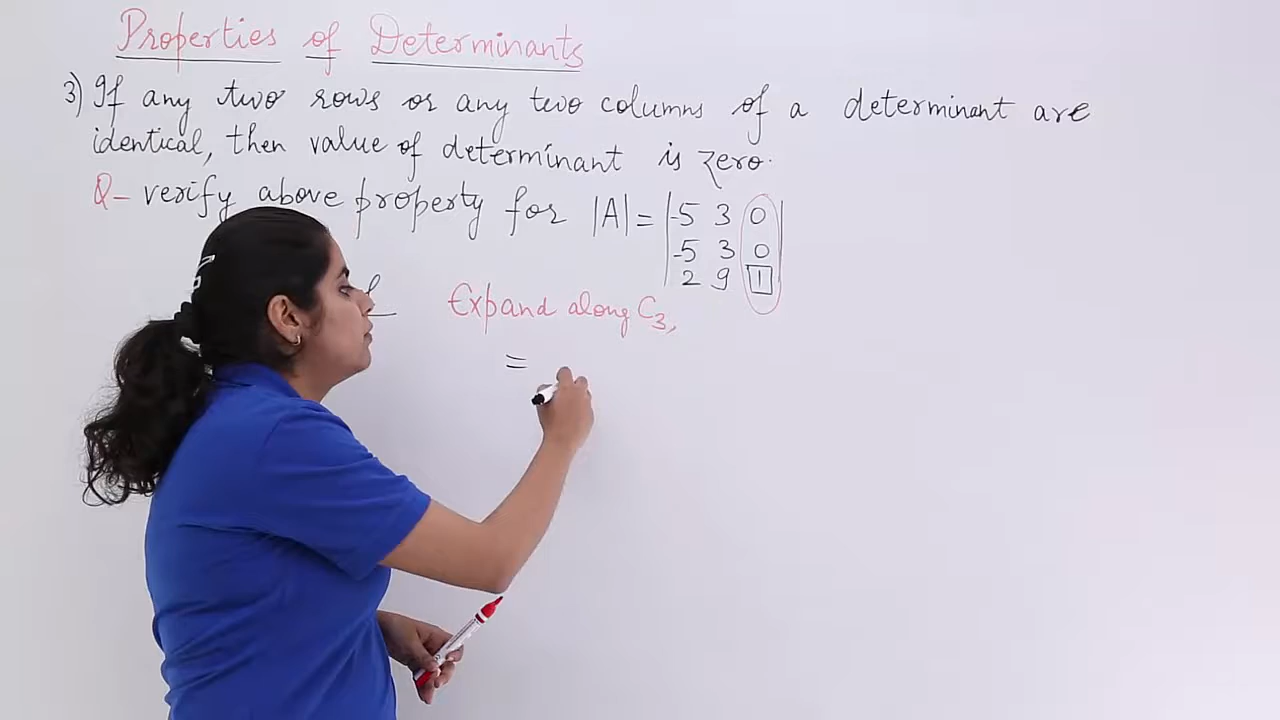 Properties of Determinants
3) If any two rows or any two columns of a determinant are
identical, then value of determinant is zero.
Q- verify above property for |A| = | -5 3 0 |
| -5 3 0 |
| 2 9 1 |
Expand along C₃,
=